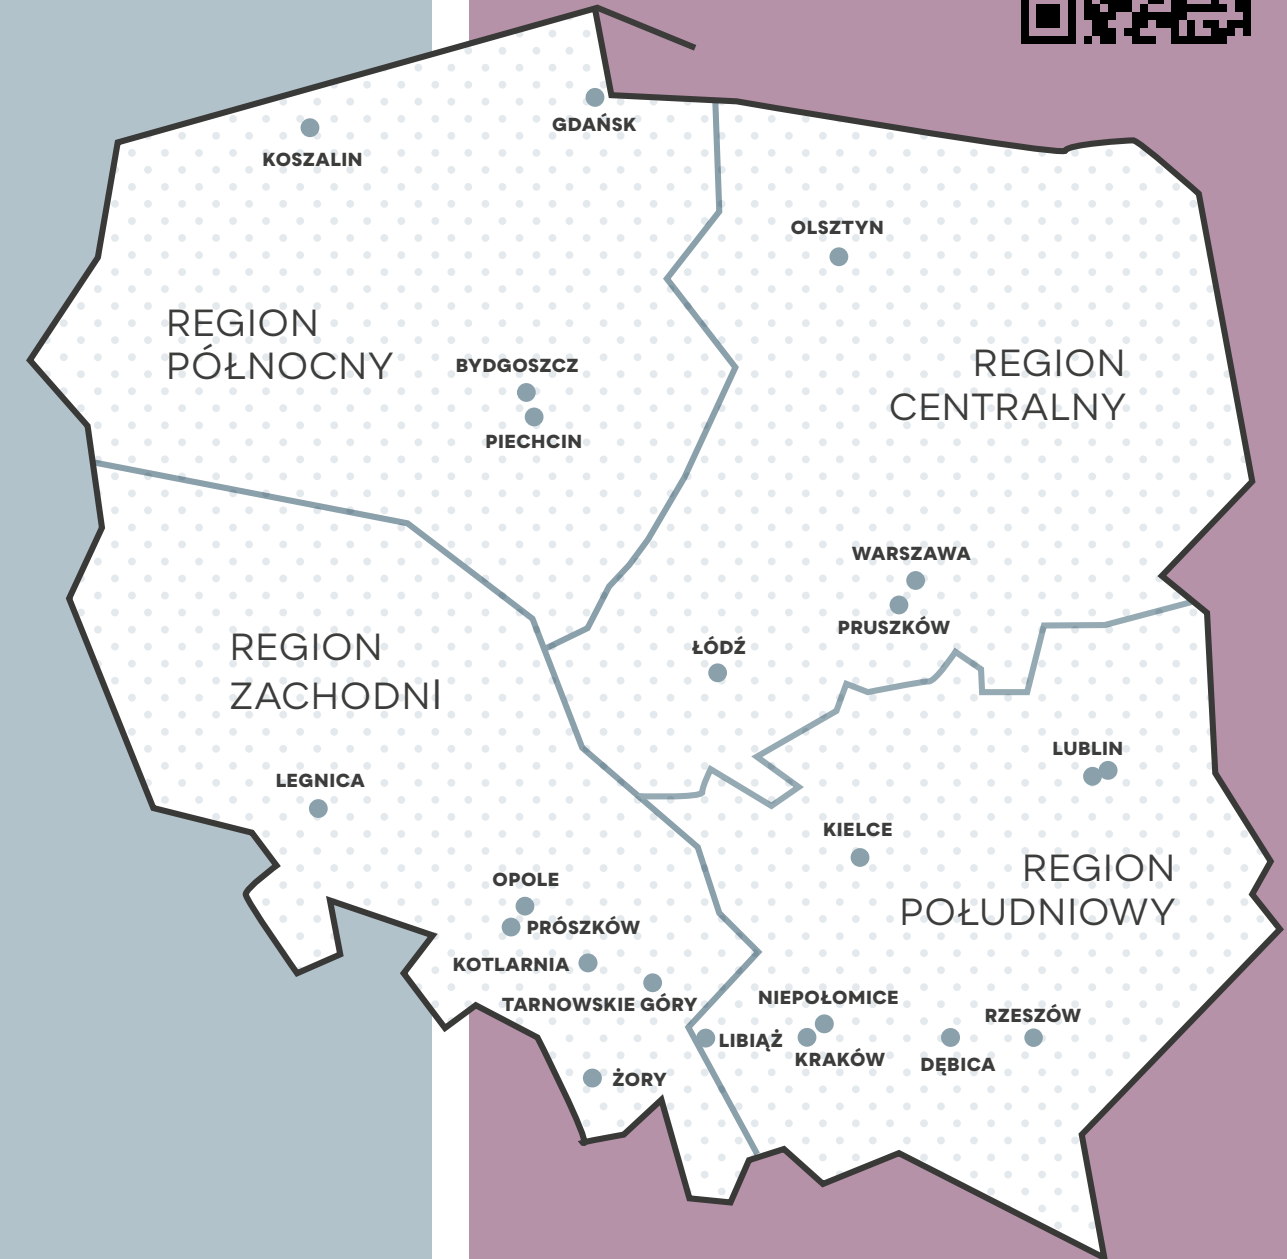 GDAŃSK
KOSZALIN
OLSZTYN
REGION
PÓŁNOCNY
BYDGOSZCZ
PIECHCIN
REGION
CENTRALNY
WARSZAWA
PRUSZKÓW
ŁÓDŹ
REGION
ZACHODNI
LEGNICA
LUBLIN
KIELCE
REGION
POŁUDNIOWY
OPOLE
PRÓSZKÓW
KOTLARNIA
TARNOWSKIE GÓRY
NIEPOŁOMICE
RZESZÓW
LIBIĄŻ
KRAKÓW
DĘBICA
ŻORY